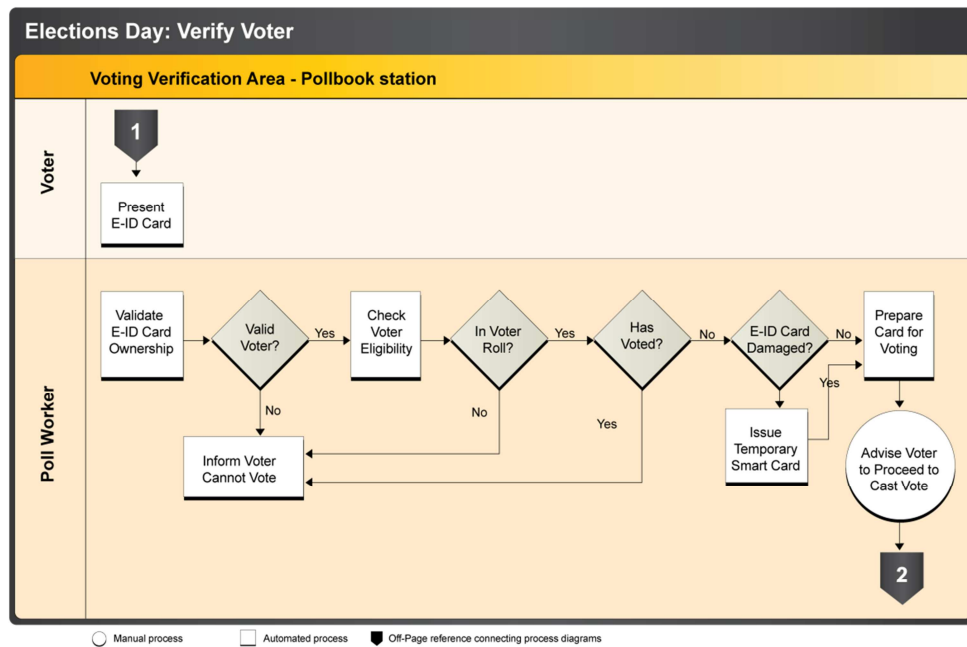 Elections Day: Verify Voter
Voting Verification Area - Pollbook station
Voter
1
Present
E-ID Card
Poll Worker
Validate
E-ID Card
Ownership
Valid
Voter?
Yes
No
Check
Voter
Eligibility
In Voter
Roll?
Yes
No
Has
Voted?
No
Yes
E-ID Card
Damaged?
No
Yes
Prepare
Card for
Voting
Inform Voter
Cannot Vote
Issue
Temporary
Smart Card
Advise Voter
to Proceed to
Cast Vote
2
Manual process
Automated process
Off-Page reference connecting process diagrams